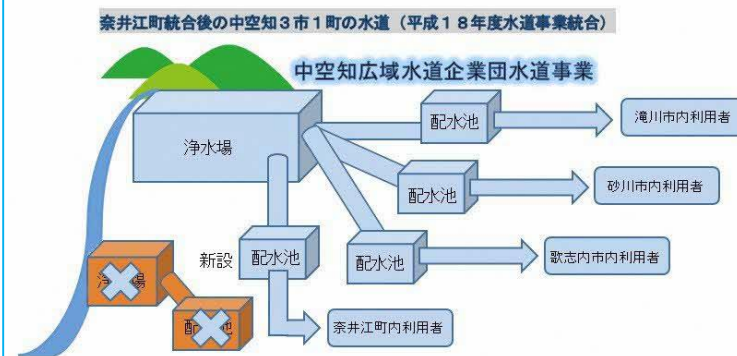 奈井江町統合後の中空知3市1町の水道（平成18年度水道事業統合）
中空知広域水道企業団水道事業
配水池
滝川市内利用者
浄水場
配水池
砂川市内利用者
新設
配水池
配水池
歌志内市内利用者
奈井江町内利用者